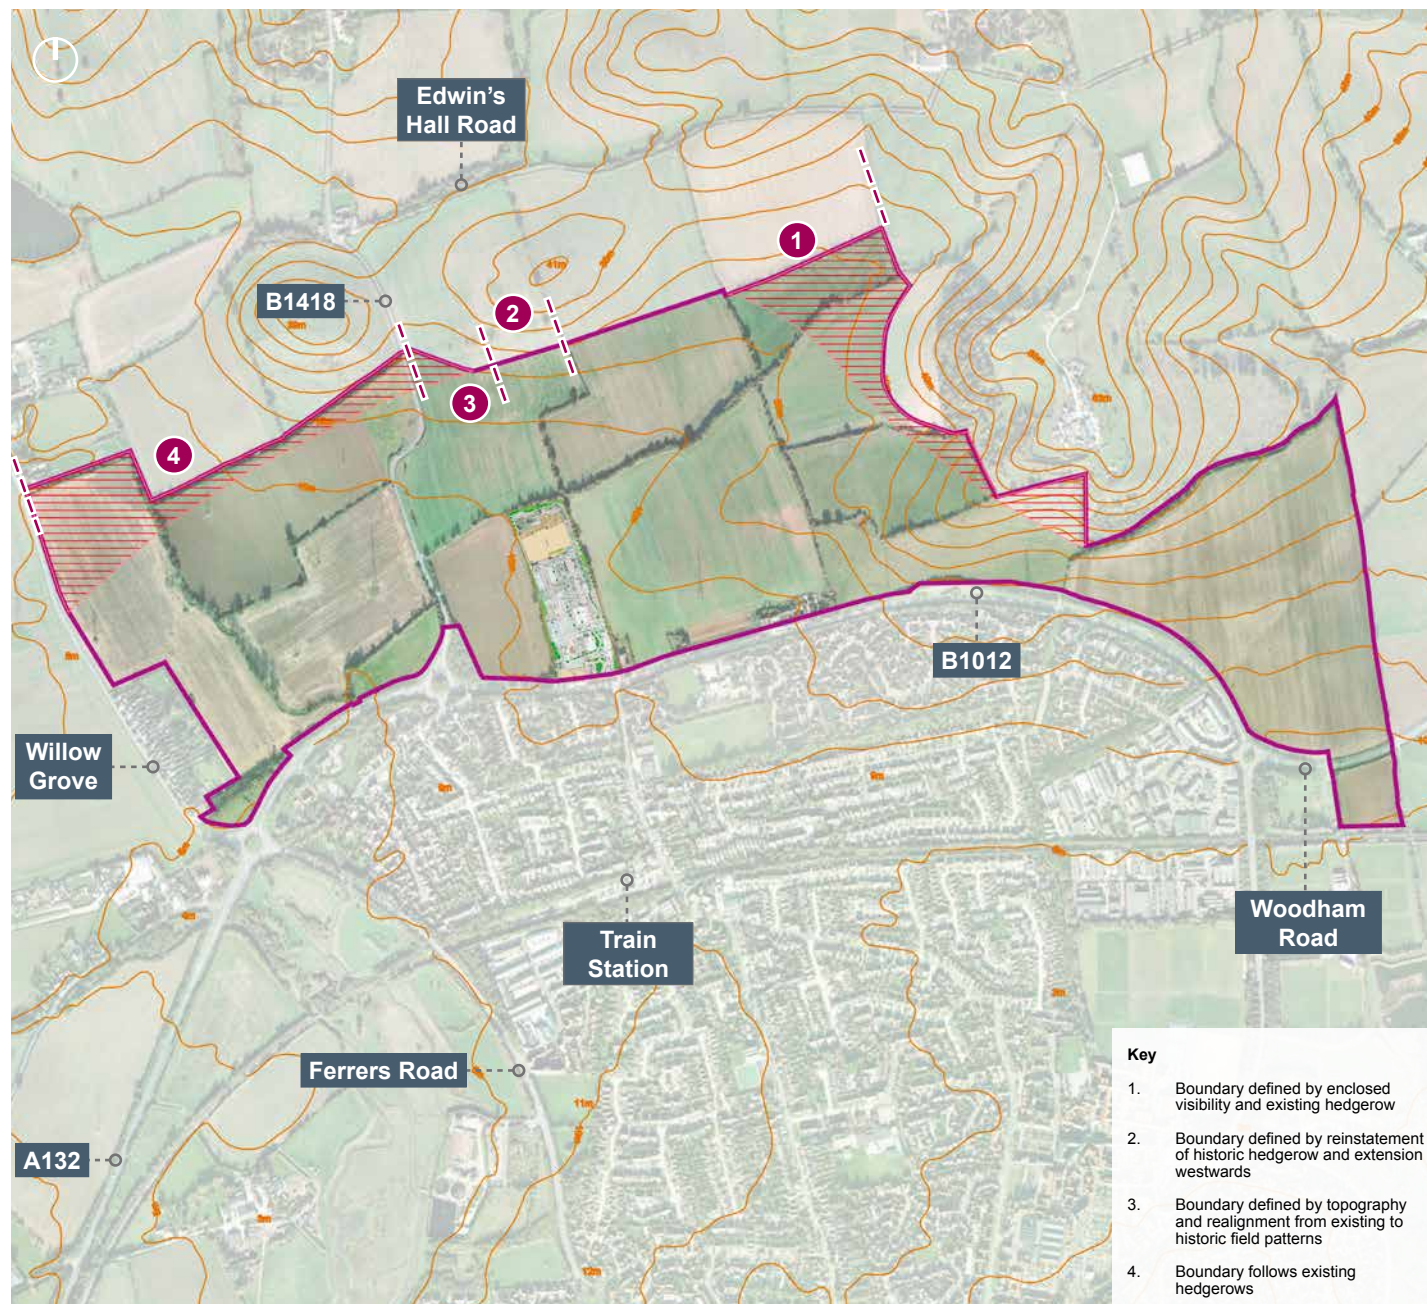 Edwin's
Hall Road
1
B1418
41m
2
3
4
Willow
Grove
B1012
Train
Station
Woodham
Road
Ferrers Road
A132
11m
12m
Key
1. Boundary defined by enclosed
visibility and existing hedgerow
2. Boundary defined by reinstatement
of historic hedgerow and extension
westwards
3. Boundary defined by topography
and realignment from existing to
historic field patterns
4. Boundary follows existing
hedgerows